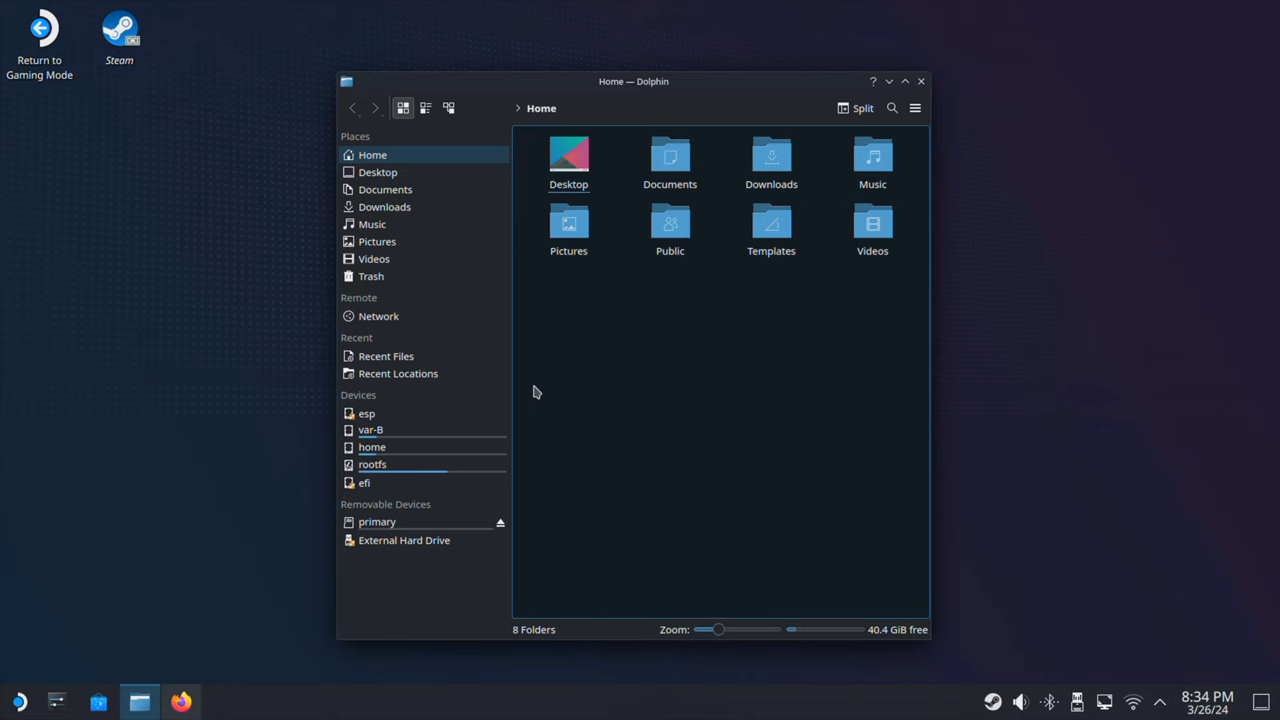 Return to
Gaming Mode
Steam
Home — Dolphin
?
Home
Split
Places
Home
Desktop
Documents
Downloads
Music
Pictures
Videos
Trash
Remote
Network
Recent
Recent Files
Recent Locations
Devices
esp
var-B
home
rootfs
efi
Removable Devices
primary
External Hard Drive
Desktop
Documents
Downloads
Music
Pictures
Public
Templates
Videos
8 Folders
Zoom:
40.4 GiB free
8:34 PM
3/26/24